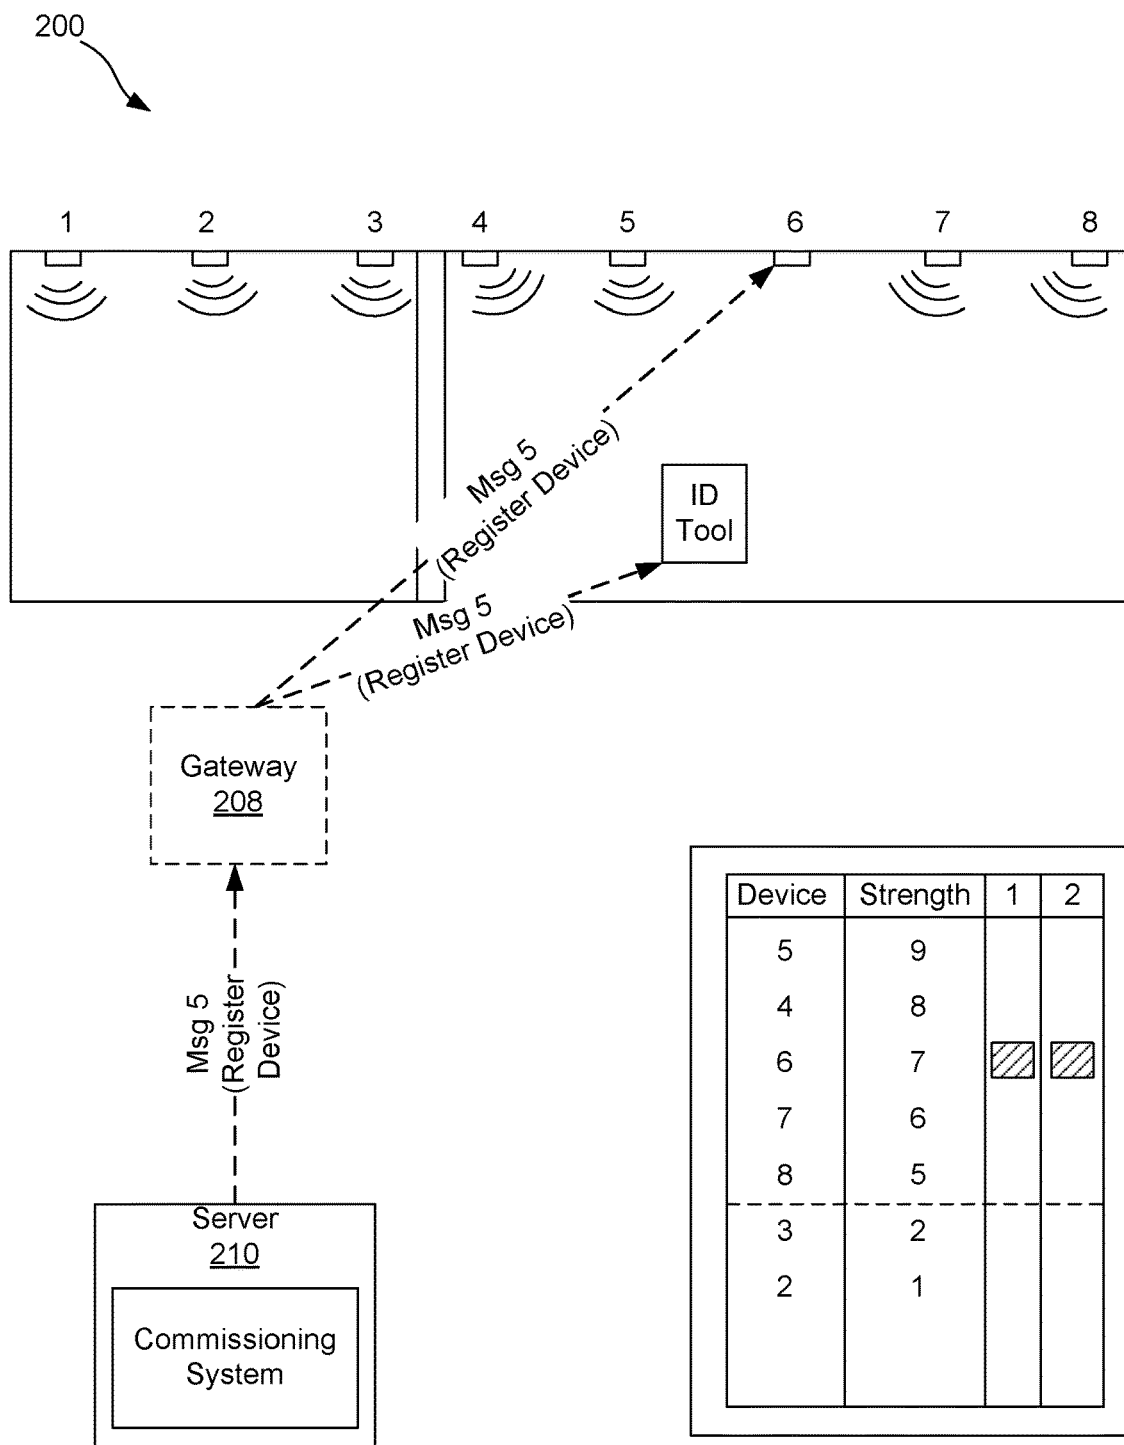 200
1 2 3 4 5 6 7 8
Msg 5
(Register Device)
ID
Tool
Msg 5
(Register Device)
Gateway
208
Msg 5
(Register
Device)
Server
210
Commissioning
System
Device Strength 1 2
5 9
4 8
6 7
7 6
8 5
3 2
2 1